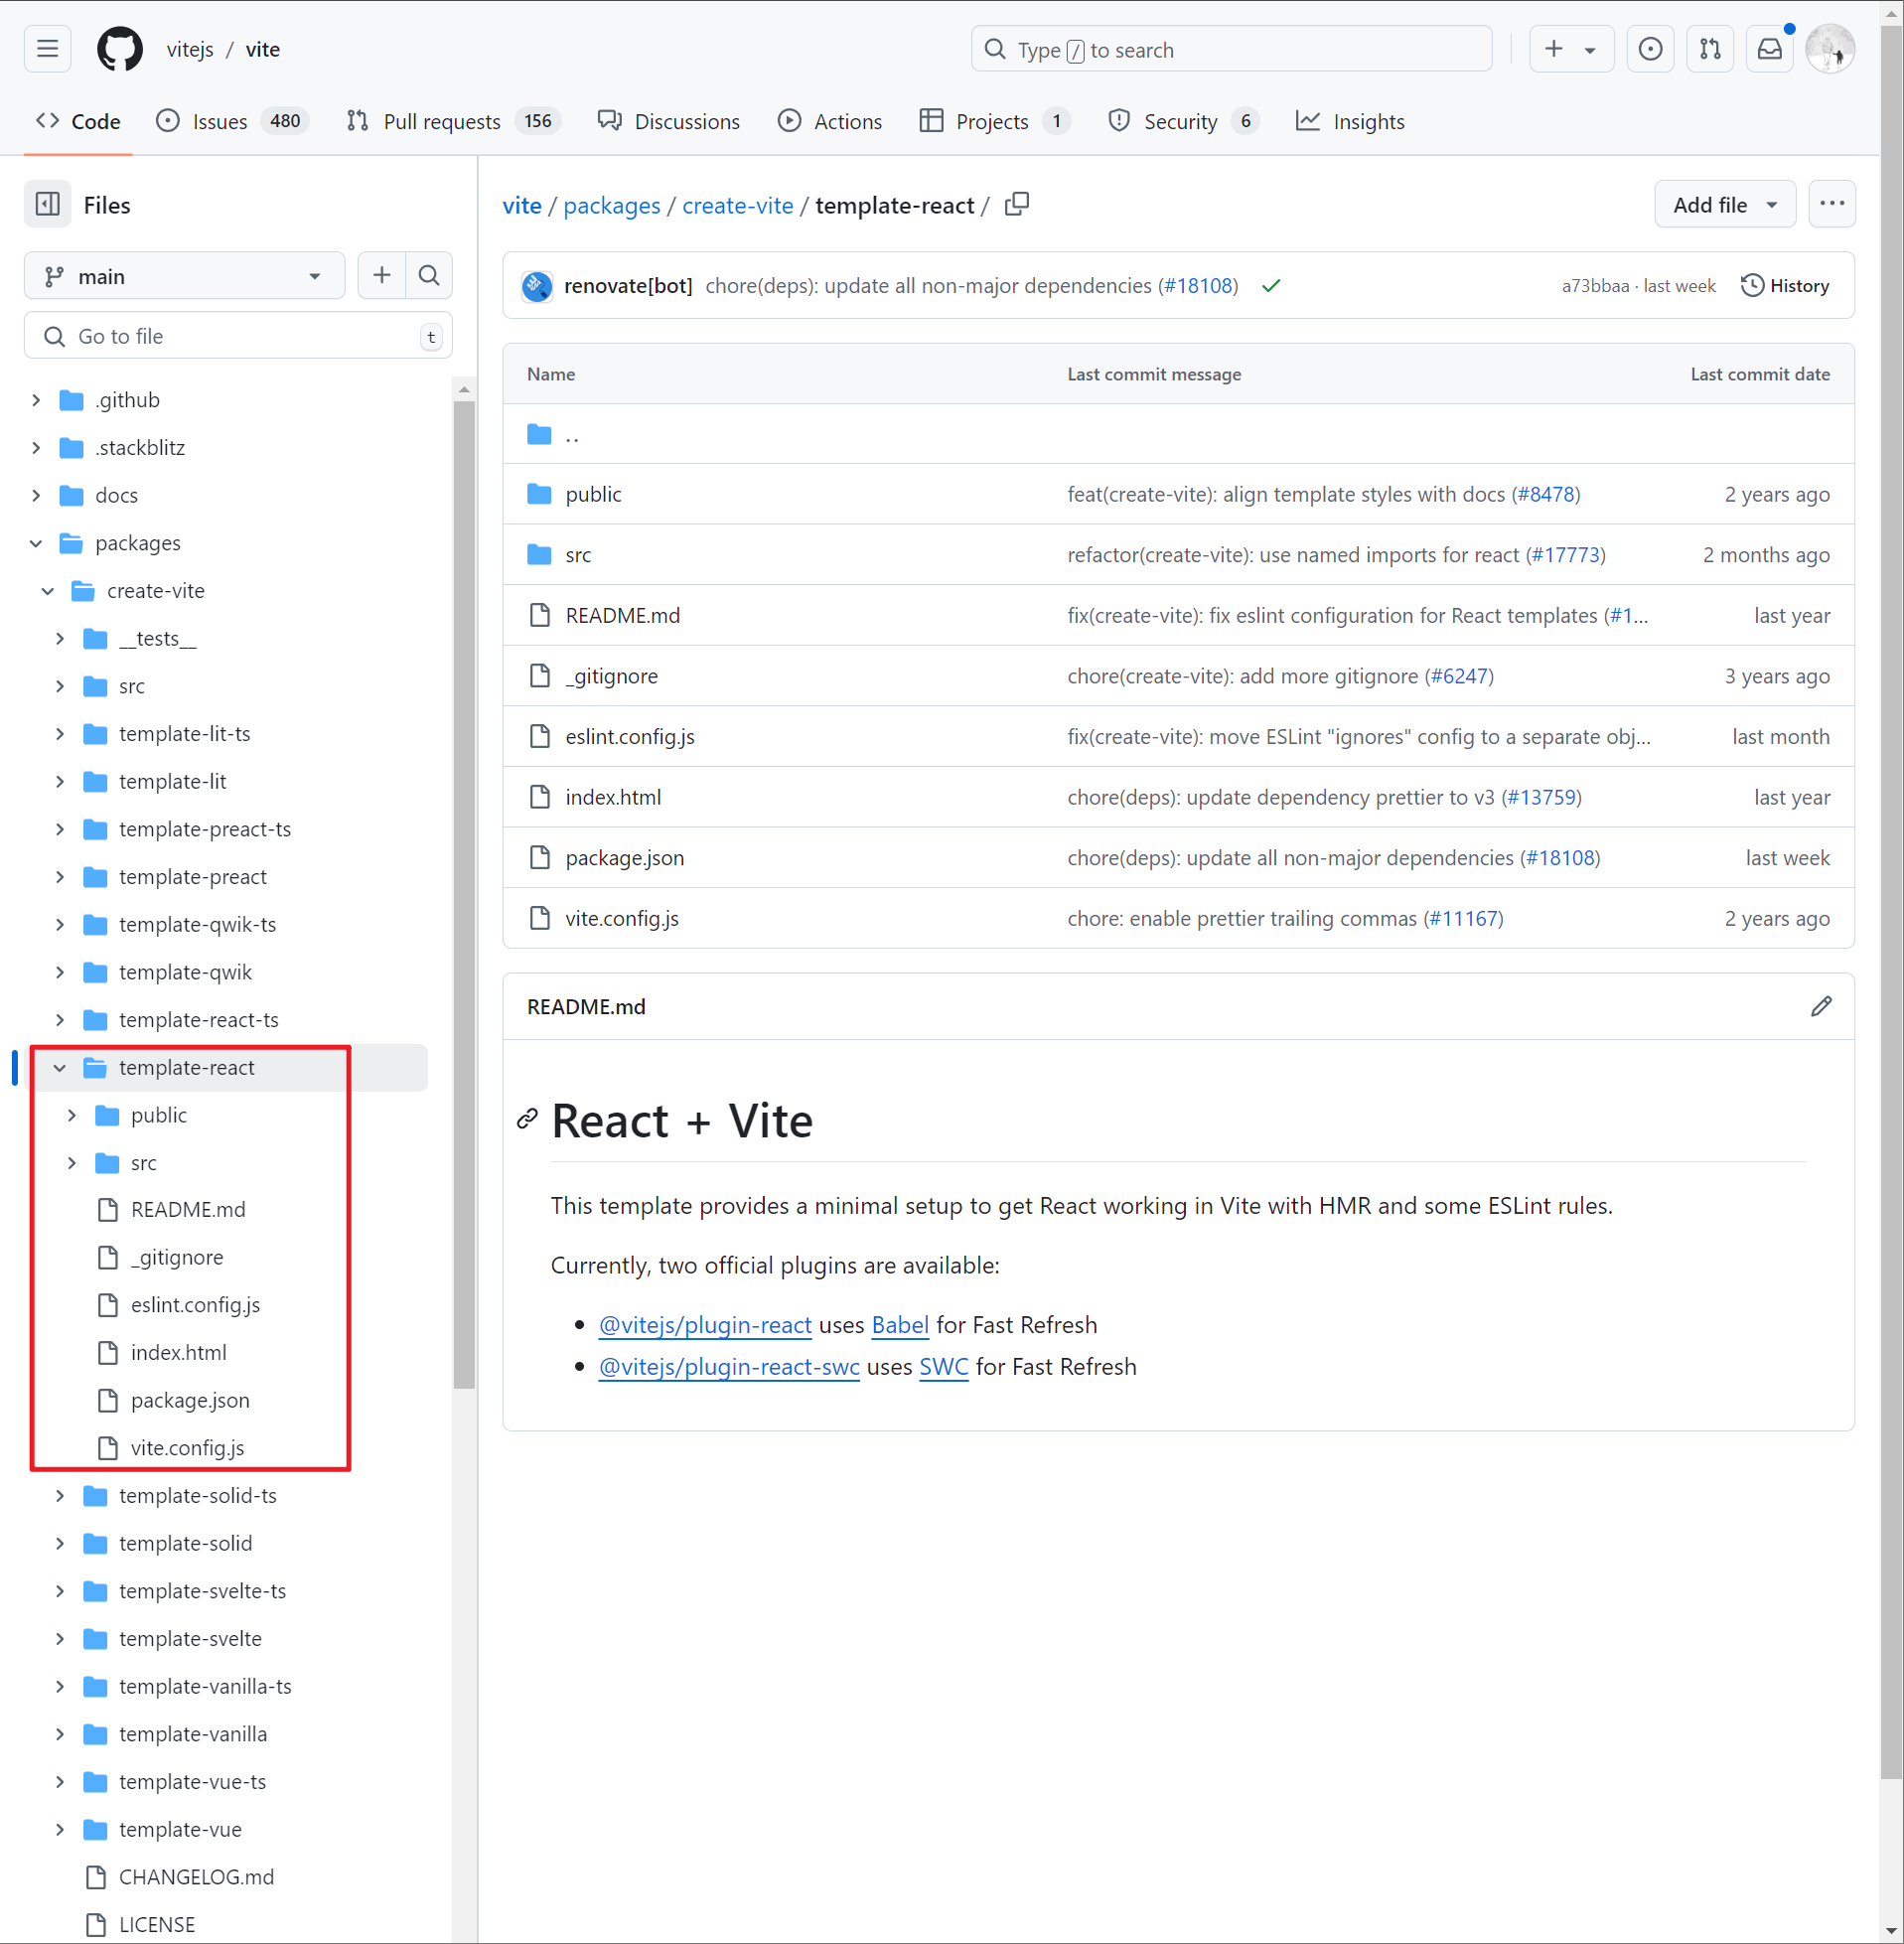 vitejs / vite
Type / to search
Code
Issues 480
Pull requests 156
Discussions
Actions
Projects 1
Security 6
Insights
Files
main
Go to file
t
.github
.stackblitz
docs
packages
create-vite
__tests__
src
template-lit-ts
template-lit
template-preact-ts
template-preact
template-qwik-ts
template-qwik
template-react-ts
template-react
public
src
README.md
_gitignore
eslint.config.js
index.html
package.json
vite.config.js
template-solid-ts
template-solid
template-svelte-ts
template-svelte
template-vanilla-ts
template-vanilla
template-vue-ts
template-vue
CHANGELOG.md
LICENSE
vite / packages / create-vite / template-react /
Add file
renovate[bot] chore(deps): update all non-major dependencies (#18108)
a73bbaa · last week
History
Name Last commit message Last commit date
..
public feat(create-vite): align template styles with docs (#8478) 2 years ago
src refactor(create-vite): use named imports for react (#17773) 2 months ago
README.md fix(create-vite): fix eslint configuration for React templates (#1... last year
_gitignore chore(create-vite): add more gitignore (#6247) 3 years ago
eslint.config.js fix(create-vite): move ESLint "ignores" config to a separate obj... last month
index.html chore(deps): update dependency prettier to v3 (#13759) last year
package.json chore(deps): update all non-major dependencies (#18108) last week
vite.config.js chore: enable prettier trailing commas (#11167) 2 years ago
README.md
React + Vite
This template provides a minimal setup to get React working in Vite with HMR and some ESLint rules.
Currently, two official plugins are available:
• @vitejs/plugin-react uses Babel for Fast Refresh
• @vitejs/plugin-react-swc uses SWC for Fast Refresh